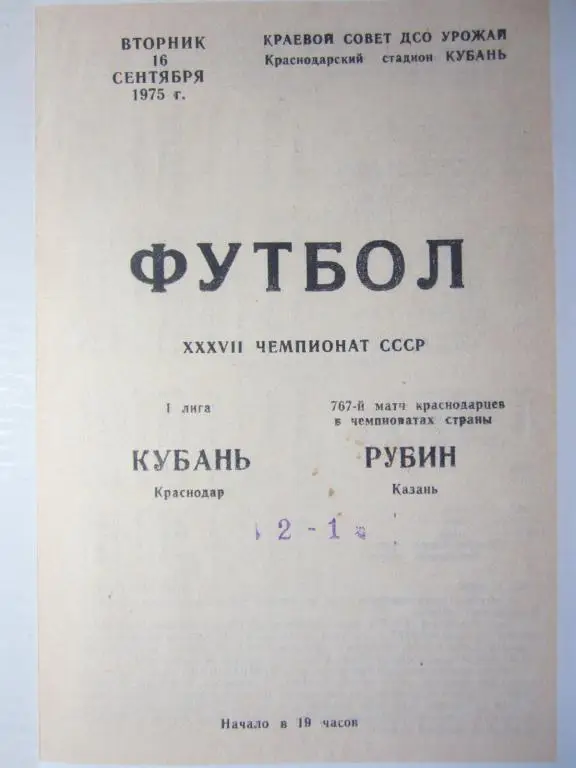 ВТОРНИК
16
СЕНТЯБРЯ
1975 г.
КРАЕВОЙ СОВЕТ ДСО УРОЖАЙ
Краснодарский стадион КУБАНЬ
ФУТБОЛ
XXXVII ЧЕМПИОНАТ СССР
I лига
767-й матч краснодарцев
в чемпионатах страны
КУБАНЬ
Краснодар
РУБИН
Казань
2 - 1
Начало в 19 часов